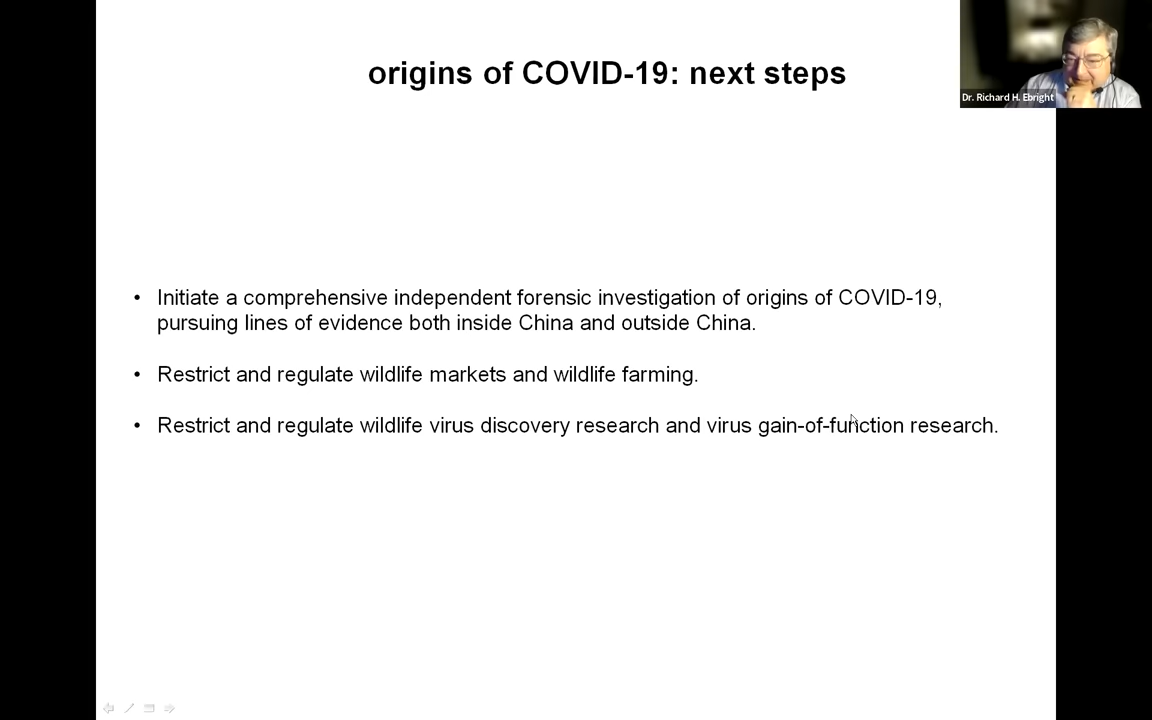 origins of COVID-19: next steps
Dr. Richard H. Ebright
• Initiate a comprehensive independent forensic investigation of origins of COVID-19,
pursuing lines of evidence both inside China and outside China.
• Restrict and regulate wildlife markets and wildlife farming.
• Restrict and regulate wildlife virus discovery research and virus gain-of-function research.